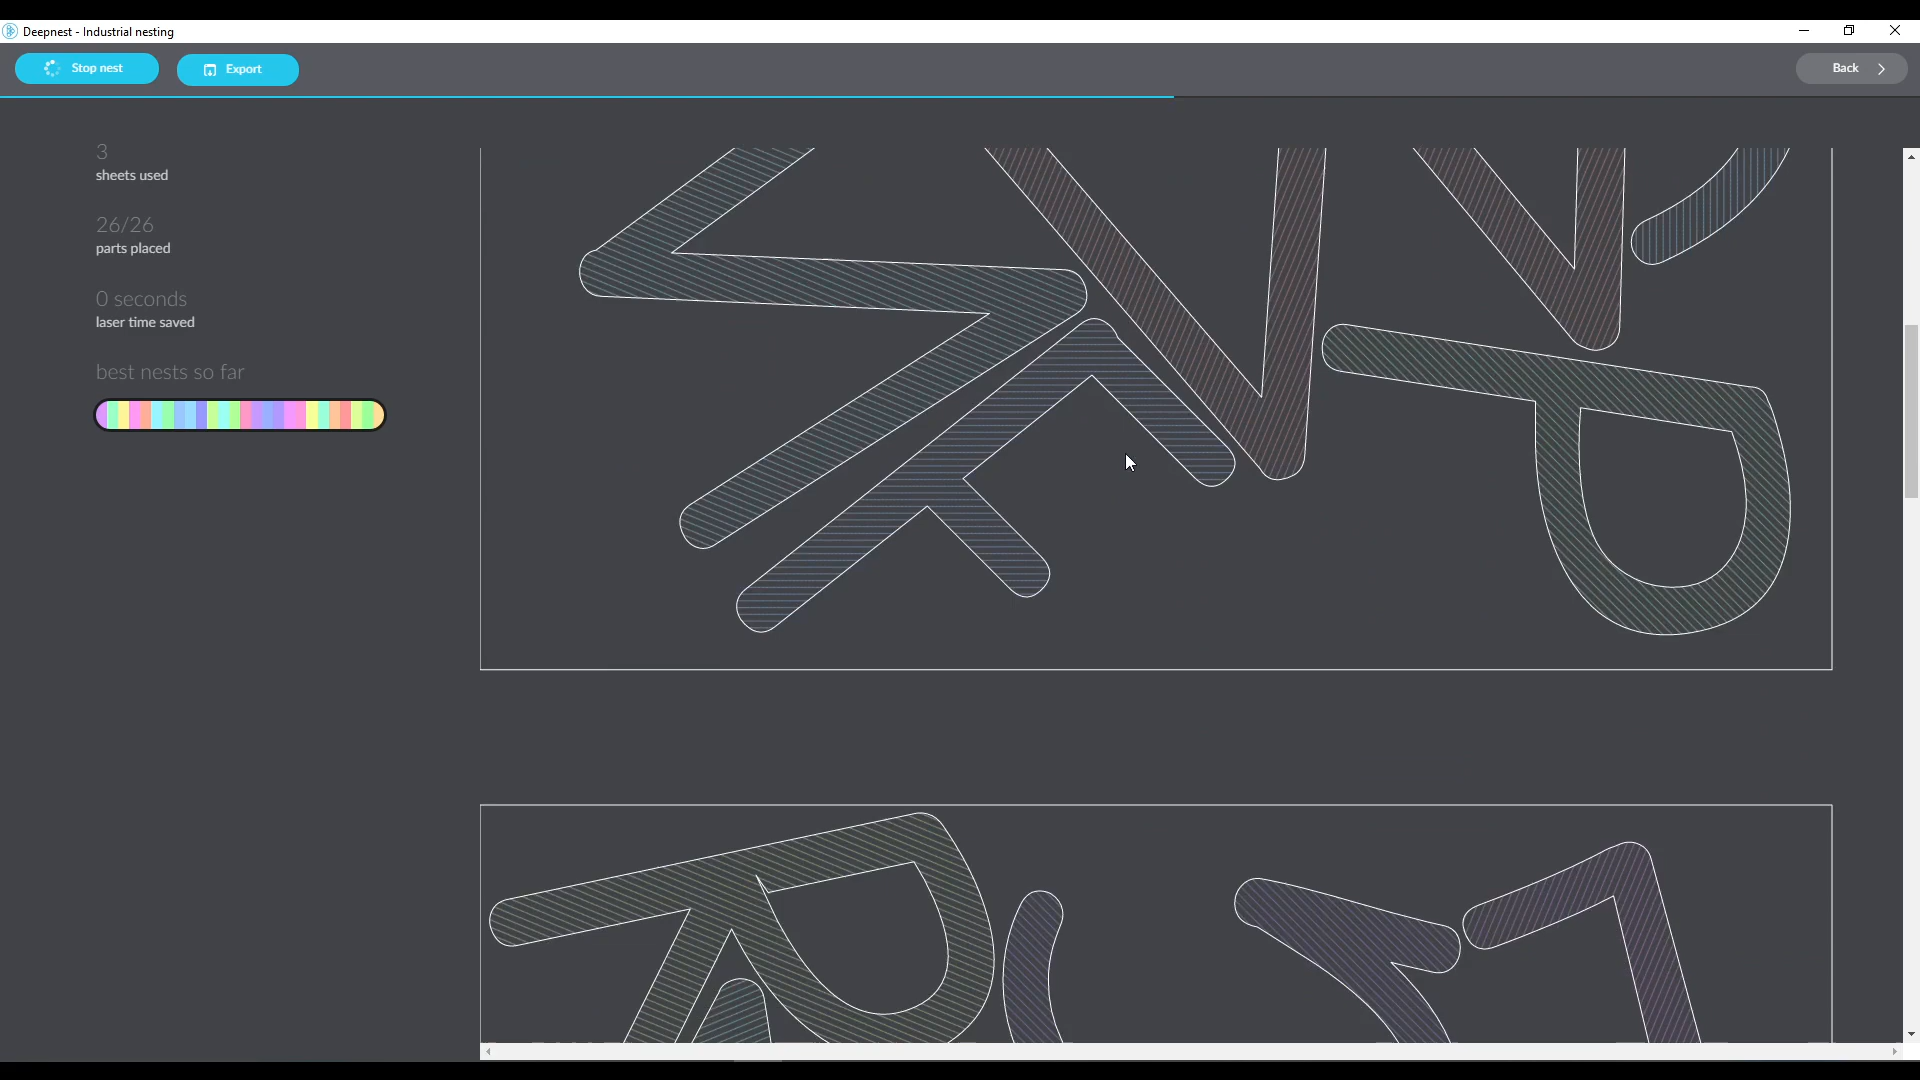 Deepnest - Industrial nesting
Stop nest
Export
Back
3
sheets used
26/26
parts placed
0 seconds
laser time saved
best nests so far